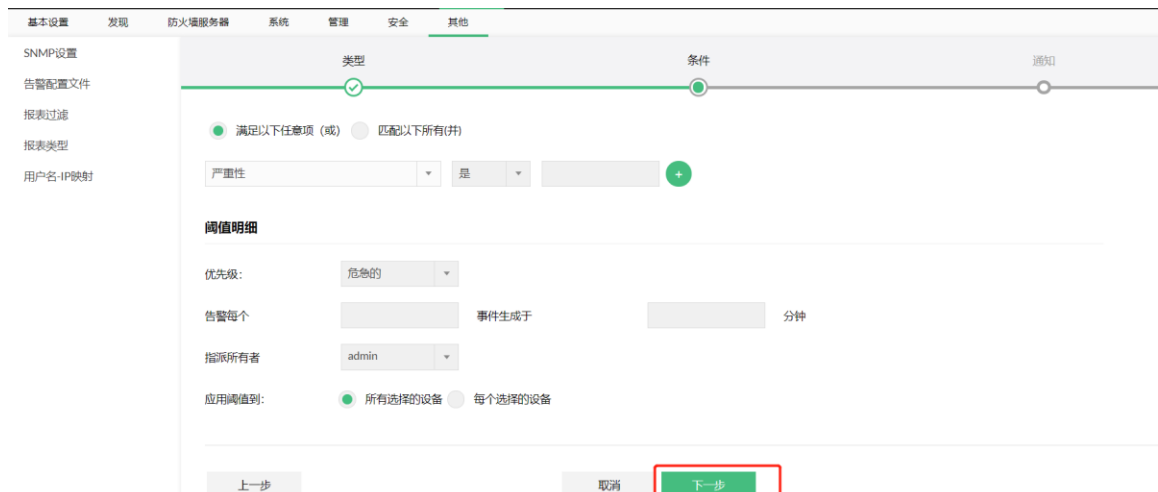 基本设置 发现 防火墙服务器 系统 管理 安全 其他
SNMP设置
告警配置文件
报表过滤
报表类型
用户名-IP映射
类型 条件 通知
满足以下任意项（或） 匹配以下所有(并)
严重性 是 +
阈值明细
优先级： 危急的
告警每个 事件生成于 分钟
指派所有者 admin
应用阈值到： 所有选择的设备 每个选择的设备
上一步 取消 下一步